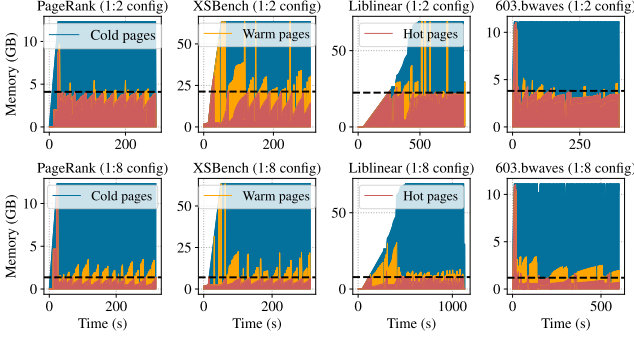 PageRank (1:2 config)
XSBench (1:2 config)
Liblinear (1:2 config)
603.bwaves (1:2 config)
Memory (GB)
10
5
0
Cold pages
0
200
50
25
0
Warm pages
0
200
50
0
Hot pages
500
10
5
0
0
250
PageRank (1:8 config)
XSBench (1:8 config)
Liblinear (1:8 config)
603.bwaves (1:8 config)
Memory (GB)
10
5
0
Cold pages
0
200
50
25
0
Warm pages
0
200
50
0
Hot pages
0
1000
10
5
0
0
500
Time (s)
Time (s)
Time (s)
Time (s)